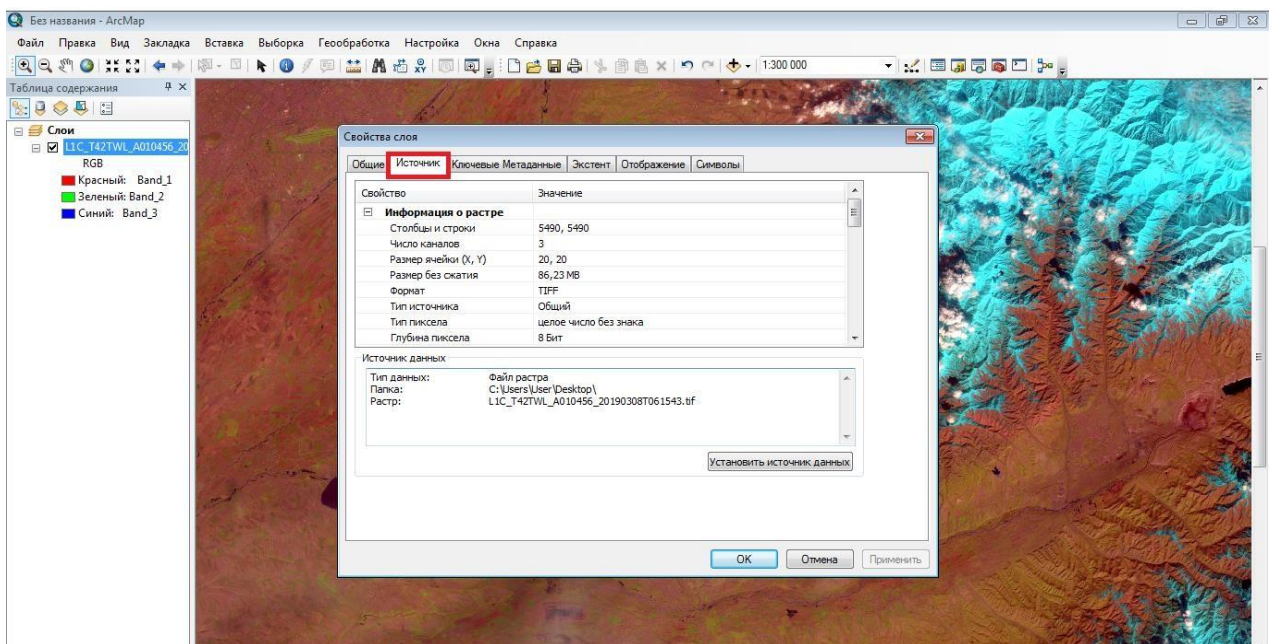 Без названия - ArcMap
Файл Правка Вид Закладка Вставка Выборка Геообработка Настройка Окна Справка
1:300 000
Таблица содержания
Слои
L1C_T42TWL_A010456_20
RGB
Красный: Band_1
Зеленый: Band_2
Синий: Band_3
Свойства слоя
Общие Источник Ключевые Метаданные Экстент Отображение Символы
Свойство Значение
Информация о растре
Столбцы и строки 5490, 5490
Число каналов 3
Размер ячейки (X, Y) 20, 20
Размер без сжатия 86,23 MB
Формат TIFF
Тип источника Общий
Тип пиксела целое число без знака
Глубина пиксела 8 Бит
Источник данных
Тип данных: Файл растра
Папка: C:\Users\User\Desktop\
Растр: L1C_T42TWL_A010456_20190308T061543.tif
Установить источник данных
OK Отмена Применить